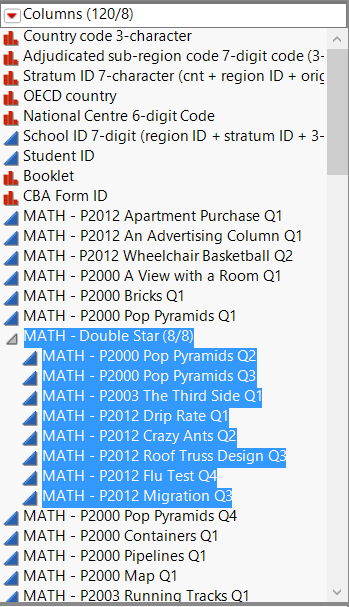 Columns (120/8)
Country code 3-character
Adjudicated sub-region code 7-digit code (3-
Stratum ID 7-character (cnt + region ID + orig
OECD country
National Centre 6-digit Code
School ID 7-digit (region ID + stratum ID + 3-
Student ID
Booklet
CBA Form ID
MATH - P2012 Apartment Purchase Q1
MATH - P2012 An Advertising Column Q1
MATH - P2012 Wheelchair Basketball Q2
MATH - P2000 A View with a Room Q1
MATH - P2000 Bricks Q1
MATH - P2000 Pop Pyramids Q1
MATH - Double Star (8/8)
MATH - P2000 Pop Pyramids Q2
MATH - P2000 Pop Pyramids Q3
MATH - P2003 The Third Side Q1
MATH - P2012 Drip Rate Q1
MATH - P2012 Crazy Ants Q2
MATH - P2012 Roof Truss Design Q3
MATH - P2012 Flu Test Q4
MATH - P2012 Migration Q3
MATH - P2000 Pop Pyramids Q4
MATH - P2000 Containers Q1
MATH - P2000 Pipelines Q1
MATH - P2000 Map Q1
MATH - P2003 Running Tracks Q1